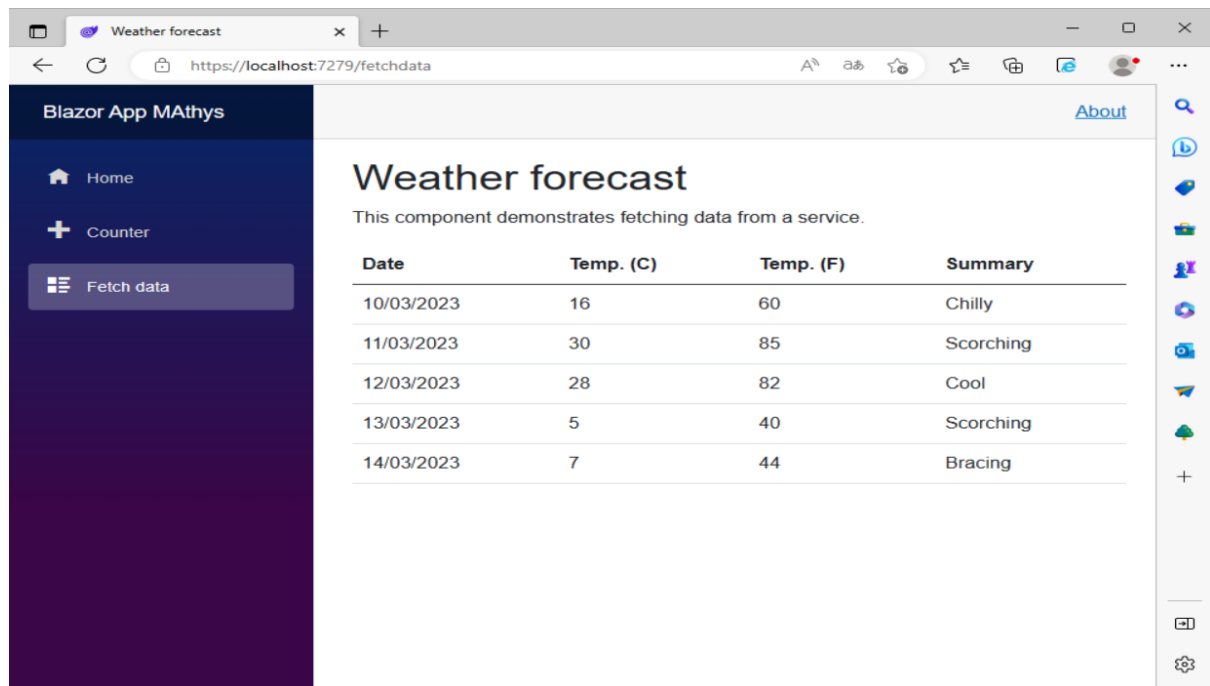 Weather forecast
https://localhost:7279/fetchdata
Blazor App MAthys
About
Home
Counter
Fetch data
Weather forecast
This component demonstrates fetching data from a service.
Date Temp. (C) Temp. (F) Summary
10/03/2023 16 60 Chilly
11/03/2023 30 85 Scorching
12/03/2023 28 82 Cool
13/03/2023 5 40 Scorching
14/03/2023 7 44 Bracing